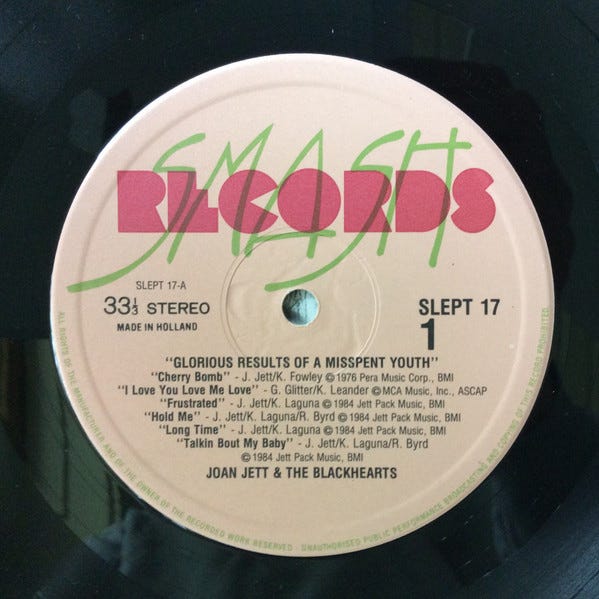 SMASH
RECORDS
SLEPT 17-A
33⅓ STEREO
MADE IN HOLLAND
SLEPT 17
1
"GLORIOUS RESULTS OF A MISSPENT YOUTH"
"Cherry Bomb" - J. Jett/K. Fowley ©1976 Pera Music Corp., BMI
"I Love You Love Me Love" - G. Glitter/K. Leander ©MCA Music, Inc., ASCAP
"Frustrated" - J. Jett/K. Laguna ©1984 Jett Pack Music, BMI
"Hold Me" - J. Jett/K. Laguna/R. Byrd ©1984 Jett Pack Music, BMI
"Long Time" - J. Jett/K. Laguna ©1984 Jett Pack Music, BMI
"Talkin Bout My Baby" - J. Jett/K. Laguna/R. Byrd
©1984 Jett Pack Music, BMI
JOAN JETT & THE BLACKHEARTS
ALL RIGHTS OF THE MANUFACTURER AND OF THE OWNER OF THE RECORDED WORK RESERVED - UNAUTHORISED PUBLIC PERFORMANCE BROADCASTING AND COPYING OF THIS RECORD PROHIBITED